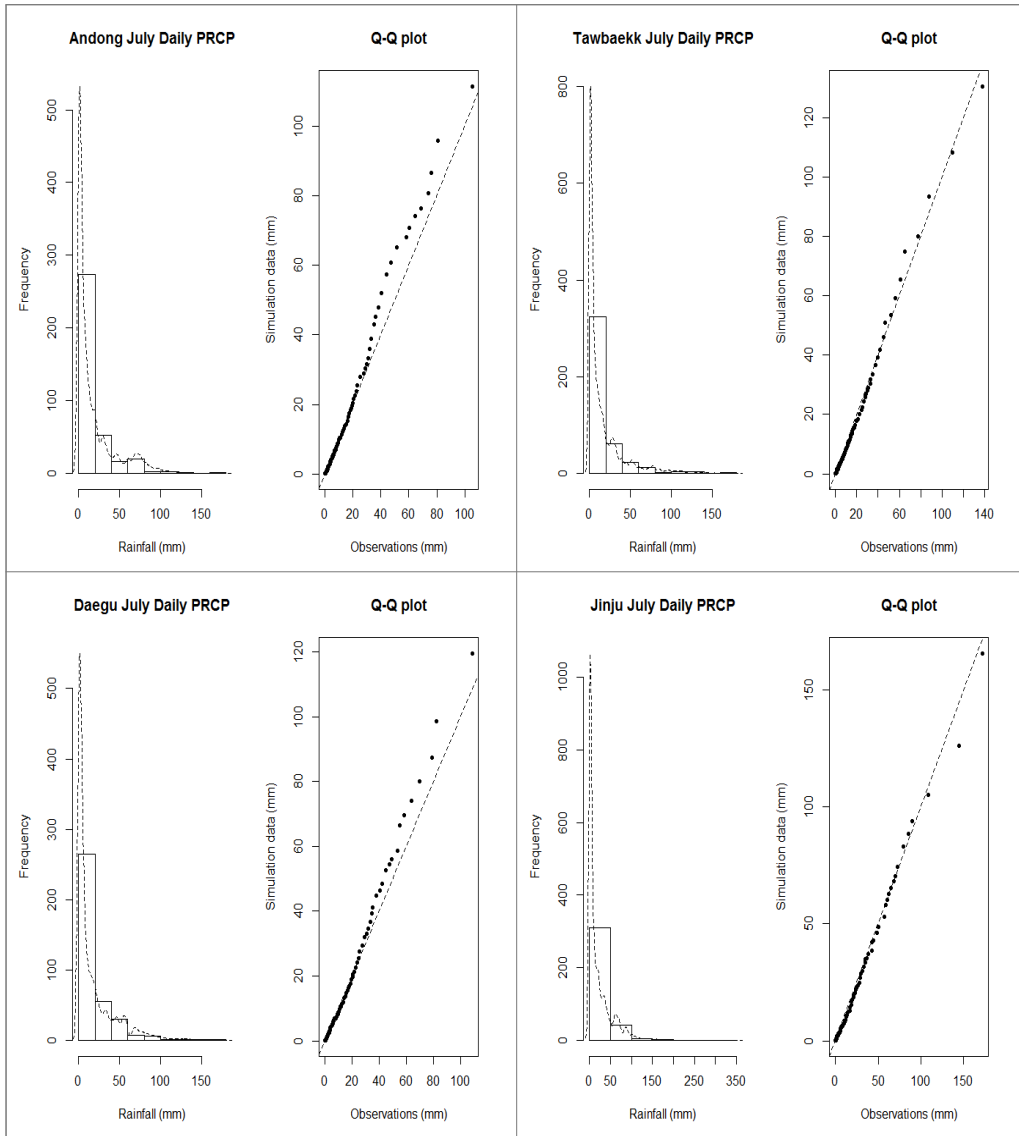 Andong July Daily PRCP
Frequency
0 100 200 300 400 500
0 50 100 150
Rainfall (mm)
Q-Q plot
Simulation data (mm)
0 20 40 60 80 100
0 20 40 60 80 100
Observations (mm)
Tawbaekk July Daily PRCP
Frequency
0 200 400 600 800
0 50 100 150
Rainfall (mm)
Q-Q plot
Simulation data (mm)
0 20 40 60 80 100 120
0 20 60 100 140
Observations (mm)
Daegu July Daily PRCP
Frequency
0 100 200 300 400 500
0 50 100 150
Rainfall (mm)
Q-Q plot
Simulation data (mm)
0 20 40 60 80 100 120
0 20 40 60 80 100
Observations (mm)
Jinju July Daily PRCP
Frequency
0 200 400 600 800 1000
0 50 150 250 350
Rainfall (mm)
Q-Q plot
Simulation data (mm)
0 50 100 150
0 50 100 150
Observations (mm)